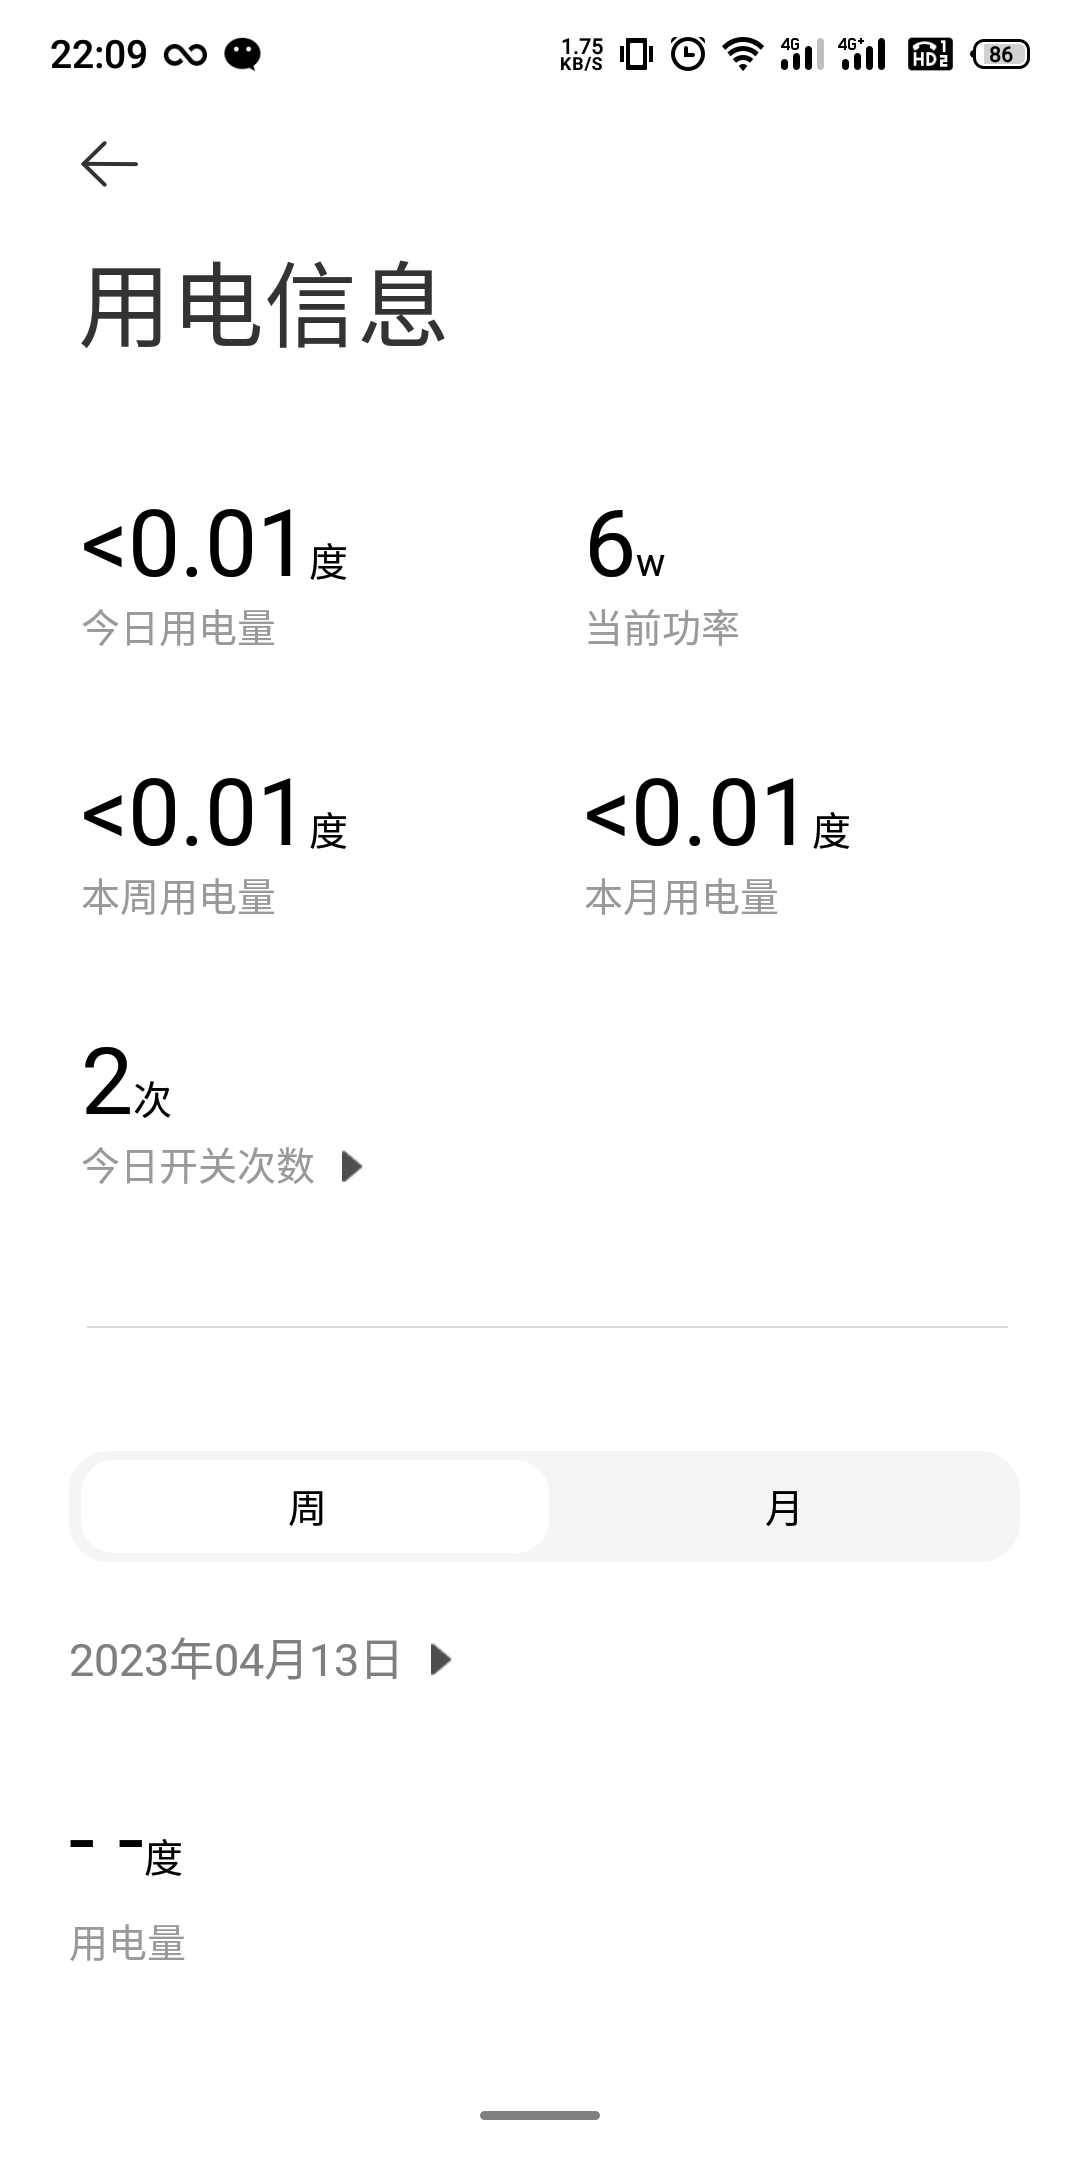 22:09
1.75 KB/S 4G 4G+ HD 1 2 86
用电信息
<0.01度 6w
今日用电量 当前功率
<0.01度 <0.01度
本周用电量 本月用电量
2次
今日开关次数
周 月
2023年04月13日
- -度
用电量